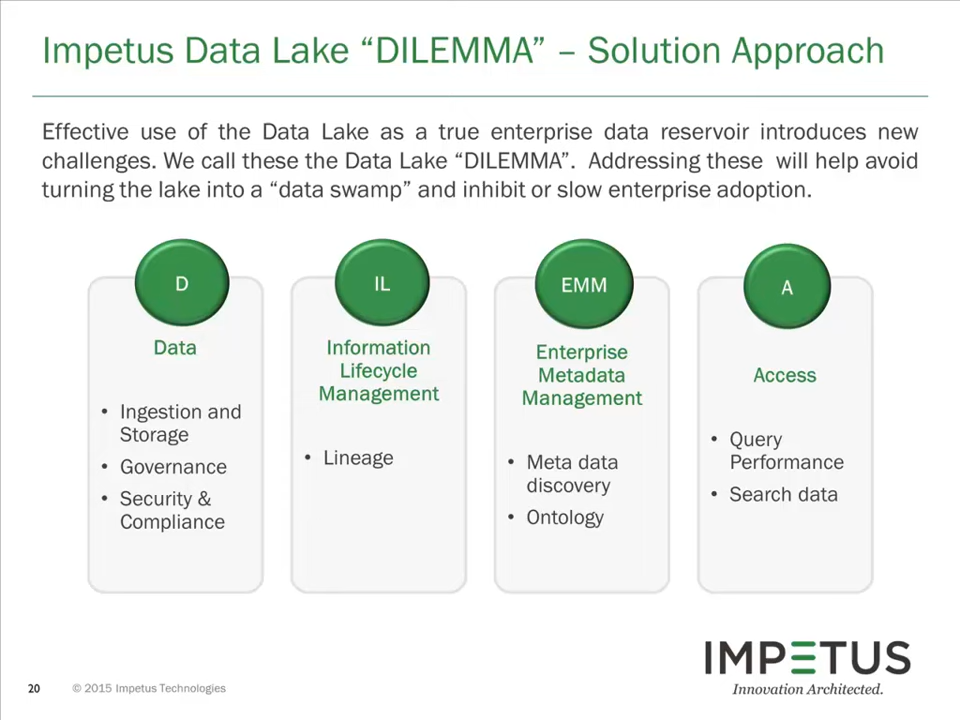 Impetus Data Lake “DILEMMA” – Solution Approach
Effective use of the Data Lake as a true enterprise data reservoir introduces new
challenges. We call these the Data Lake “DILEMMA”. Addressing these will help avoid
turning the lake into a “data swamp” and inhibit or slow enterprise adoption.
D
Data
• Ingestion and
Storage
• Governance
• Security &
Compliance
IL
Information
Lifecycle
Management
• Lineage
EMM
Enterprise
Metadata
Management
• Meta data
discovery
• Ontology
A
Access
• Query
Performance
• Search data
IMPETUS
Innovation Architected.
20 © 2015 Impetus Technologies